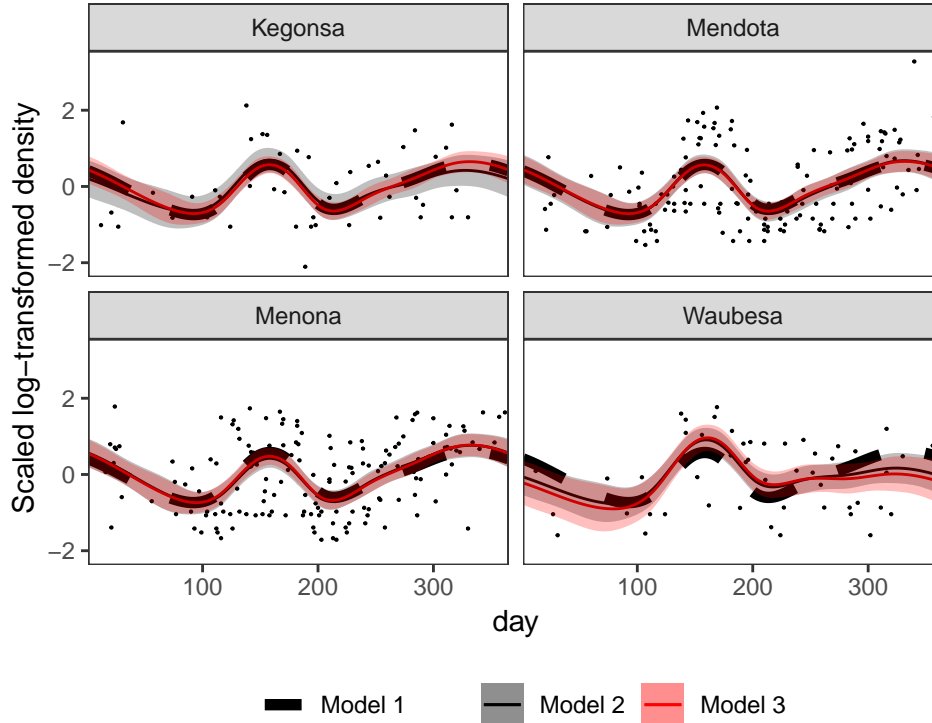 Kegonsa
Mendota
2
0
−2
Menona
Waubesa
2
0
−2
100
200
300
100
200
300
Scaled log−transformed density
day
Model 1
Model 2
Model 3